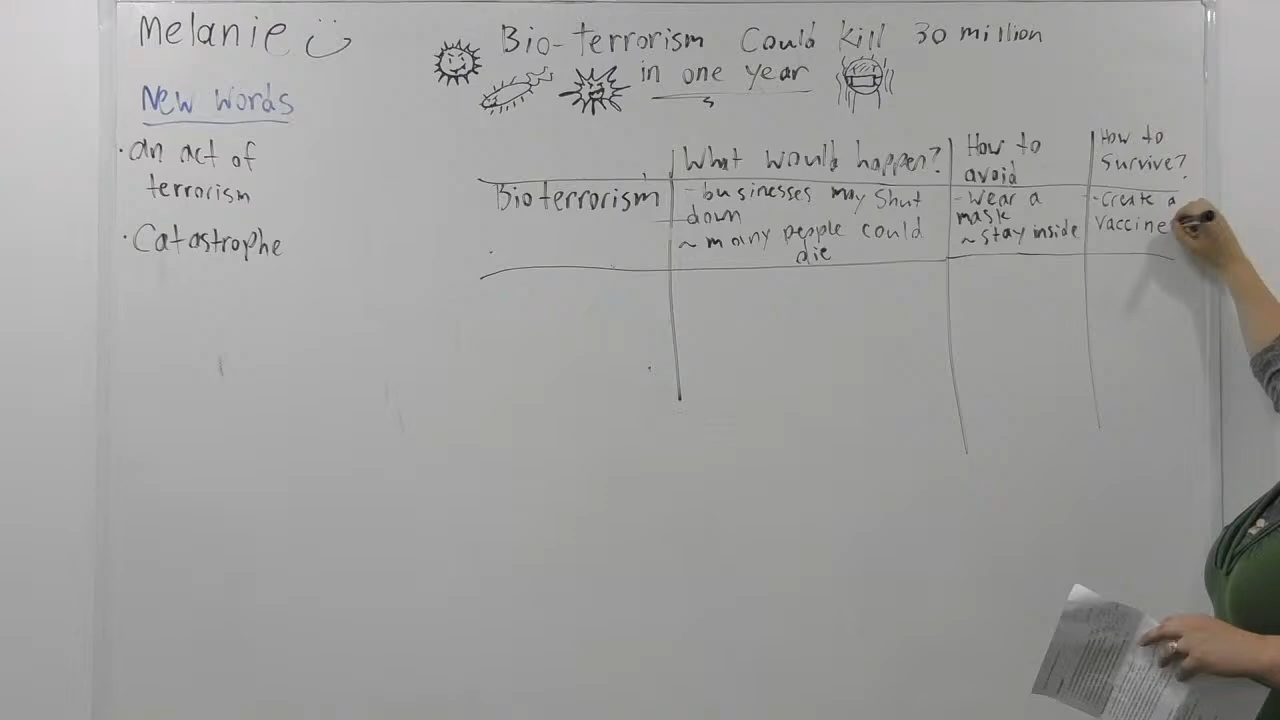 Melanie
New Words
• an act of
terrorism
• Catastrophe
Bio-terrorism Could kill 30 million
in one year
What would happen?
How to
avoid
How to
Survive?
Bioterrorism
- businesses may Shut
down
~ many people could
die
- Wear a
mask
~ stay inside
- Create a
Vaccine